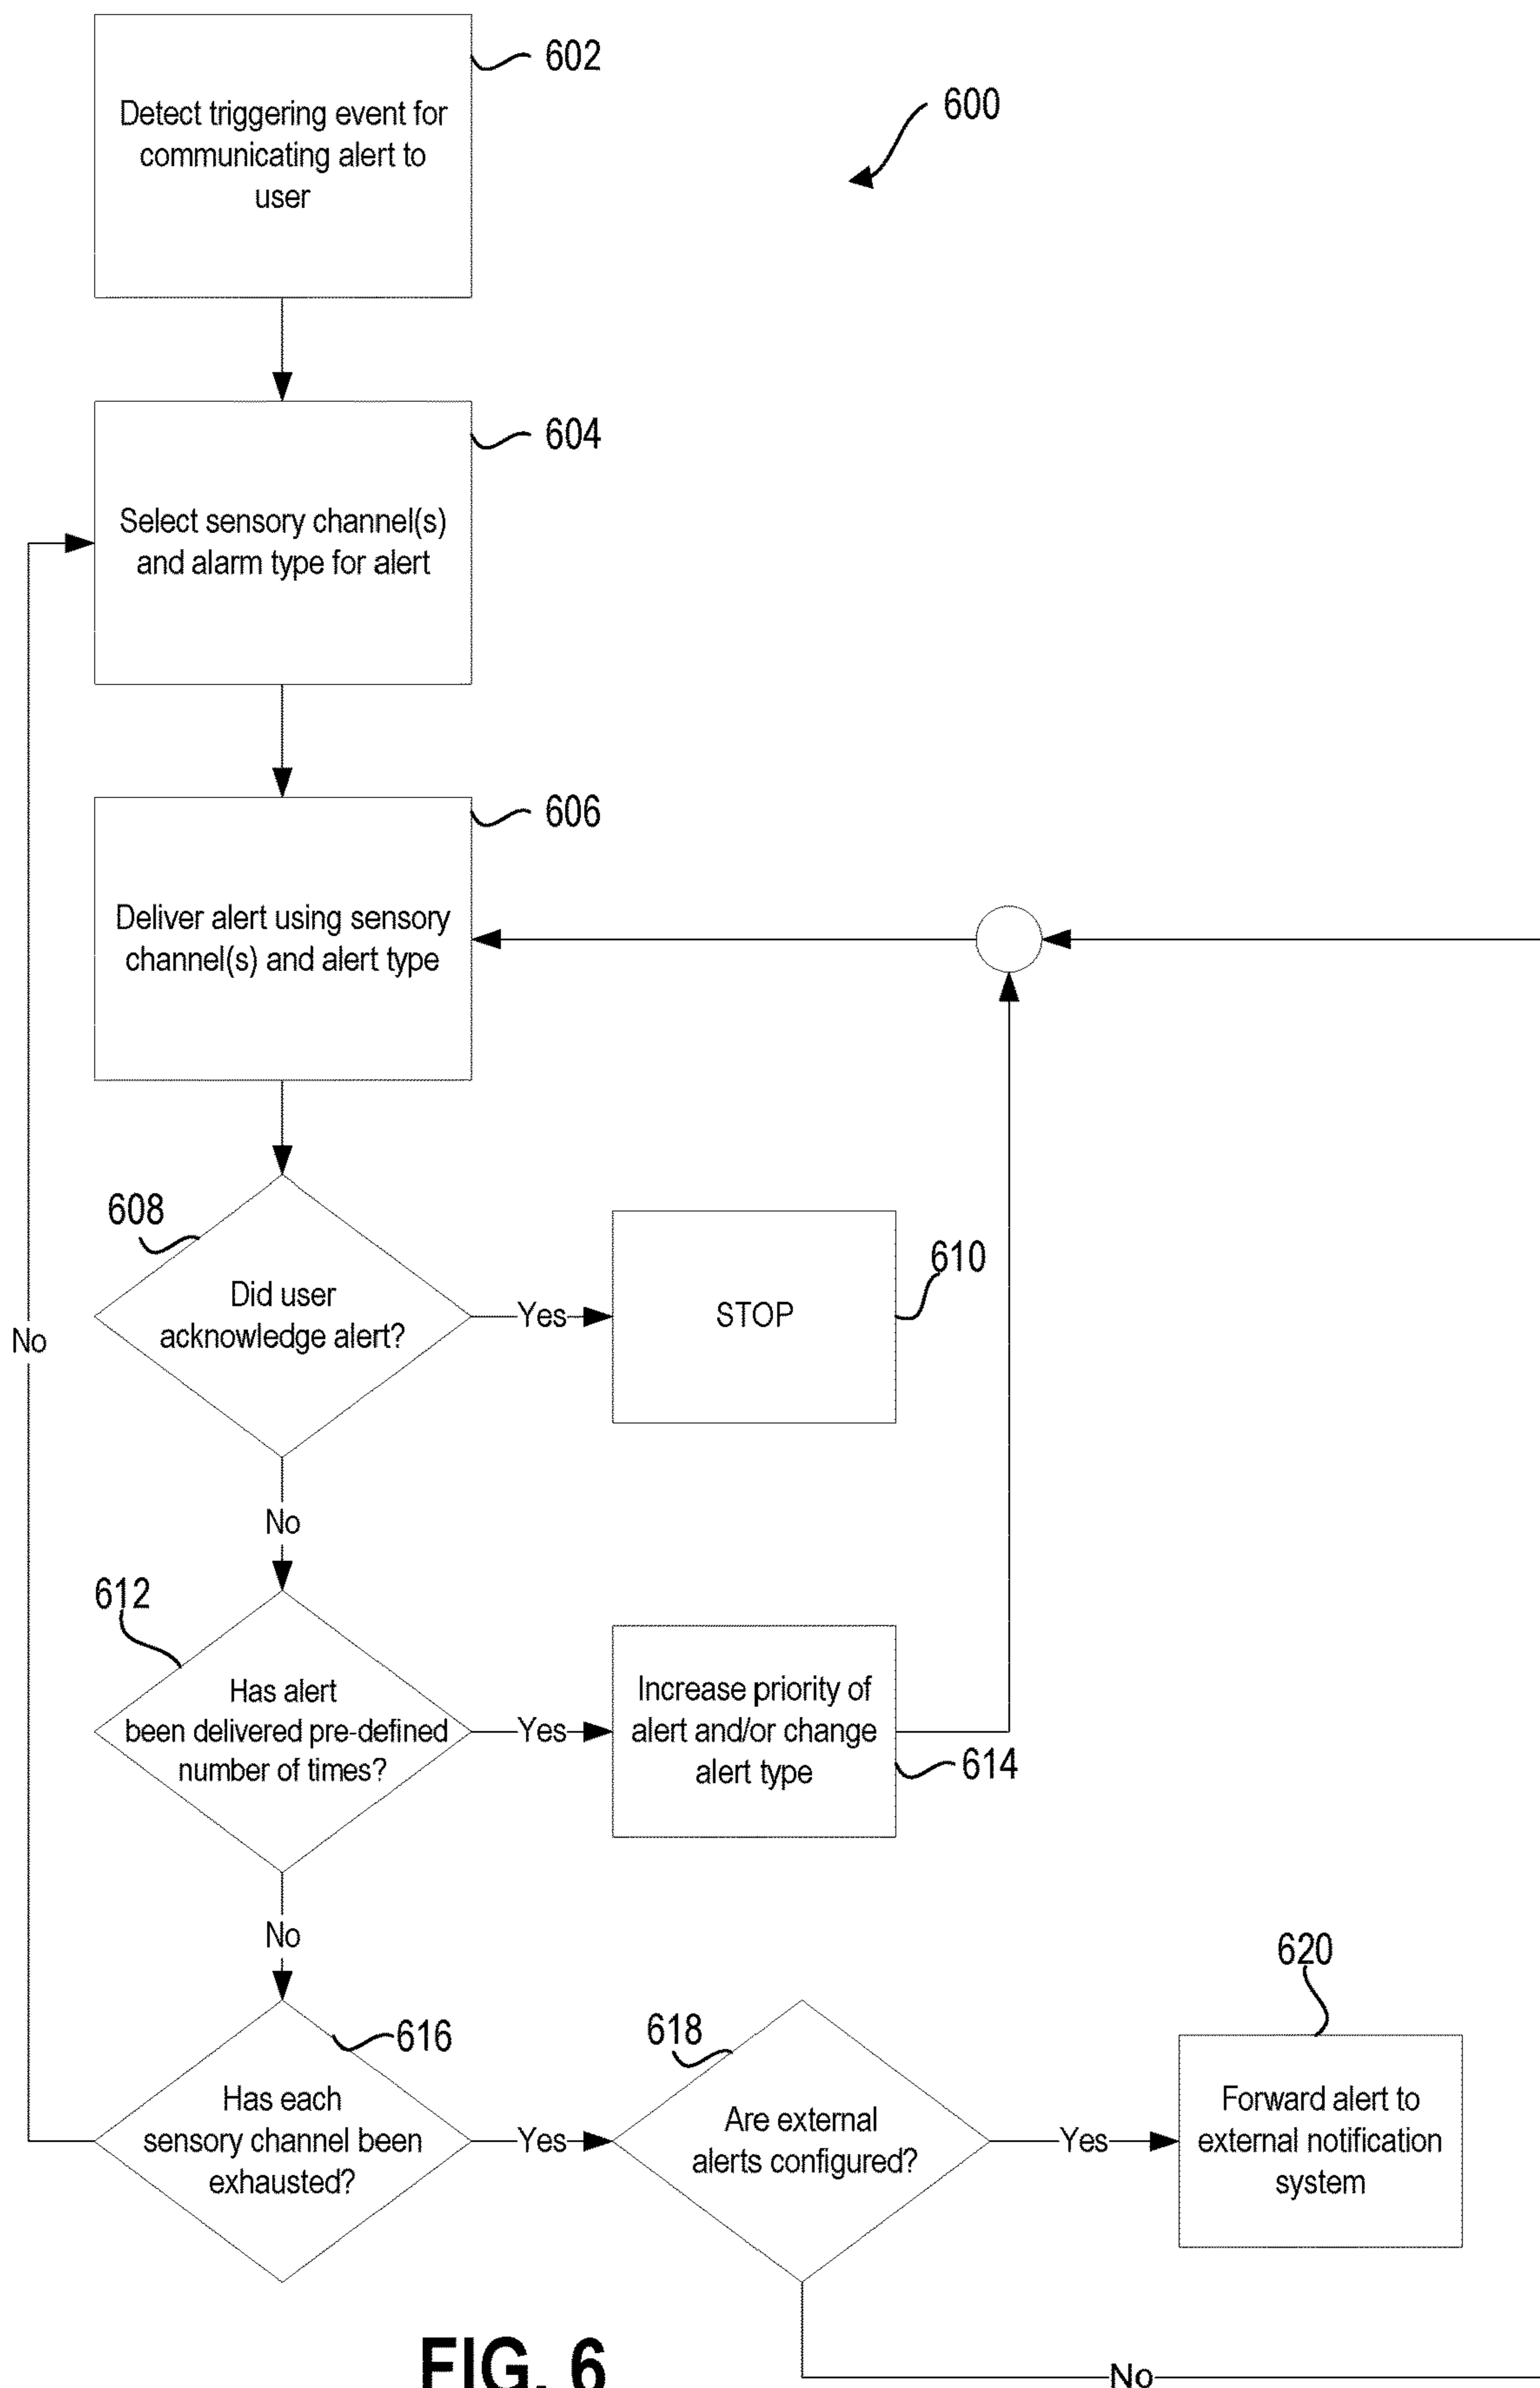 602
600
Detect triggering event for
communicating alert to
user
604
Select sensory channel(s)
and alarm type for alert
606
Deliver alert using sensory
channel(s) and alert type
608
610
Did user
acknowledge alert?
Yes
STOP
No
No
612
Has alert
been delivered pre-defined
number of times?
Yes
Increase priority of
alert and/or change
alert type
614
No
620
616
618
Has each
sensory channel been
exhausted?
Yes
Are external
alerts configured?
Yes
Forward alert to
external notification
system
FIG. 6
No